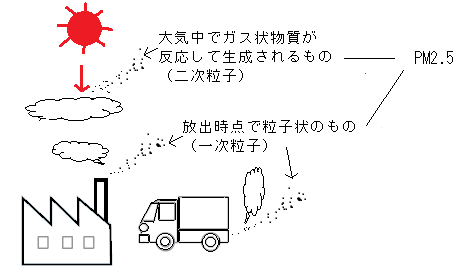 大気中でガス状物質が
反応して生成されるもの
（二次粒子）
PM2.5
放出時点で粒子状のもの
（一次粒子）